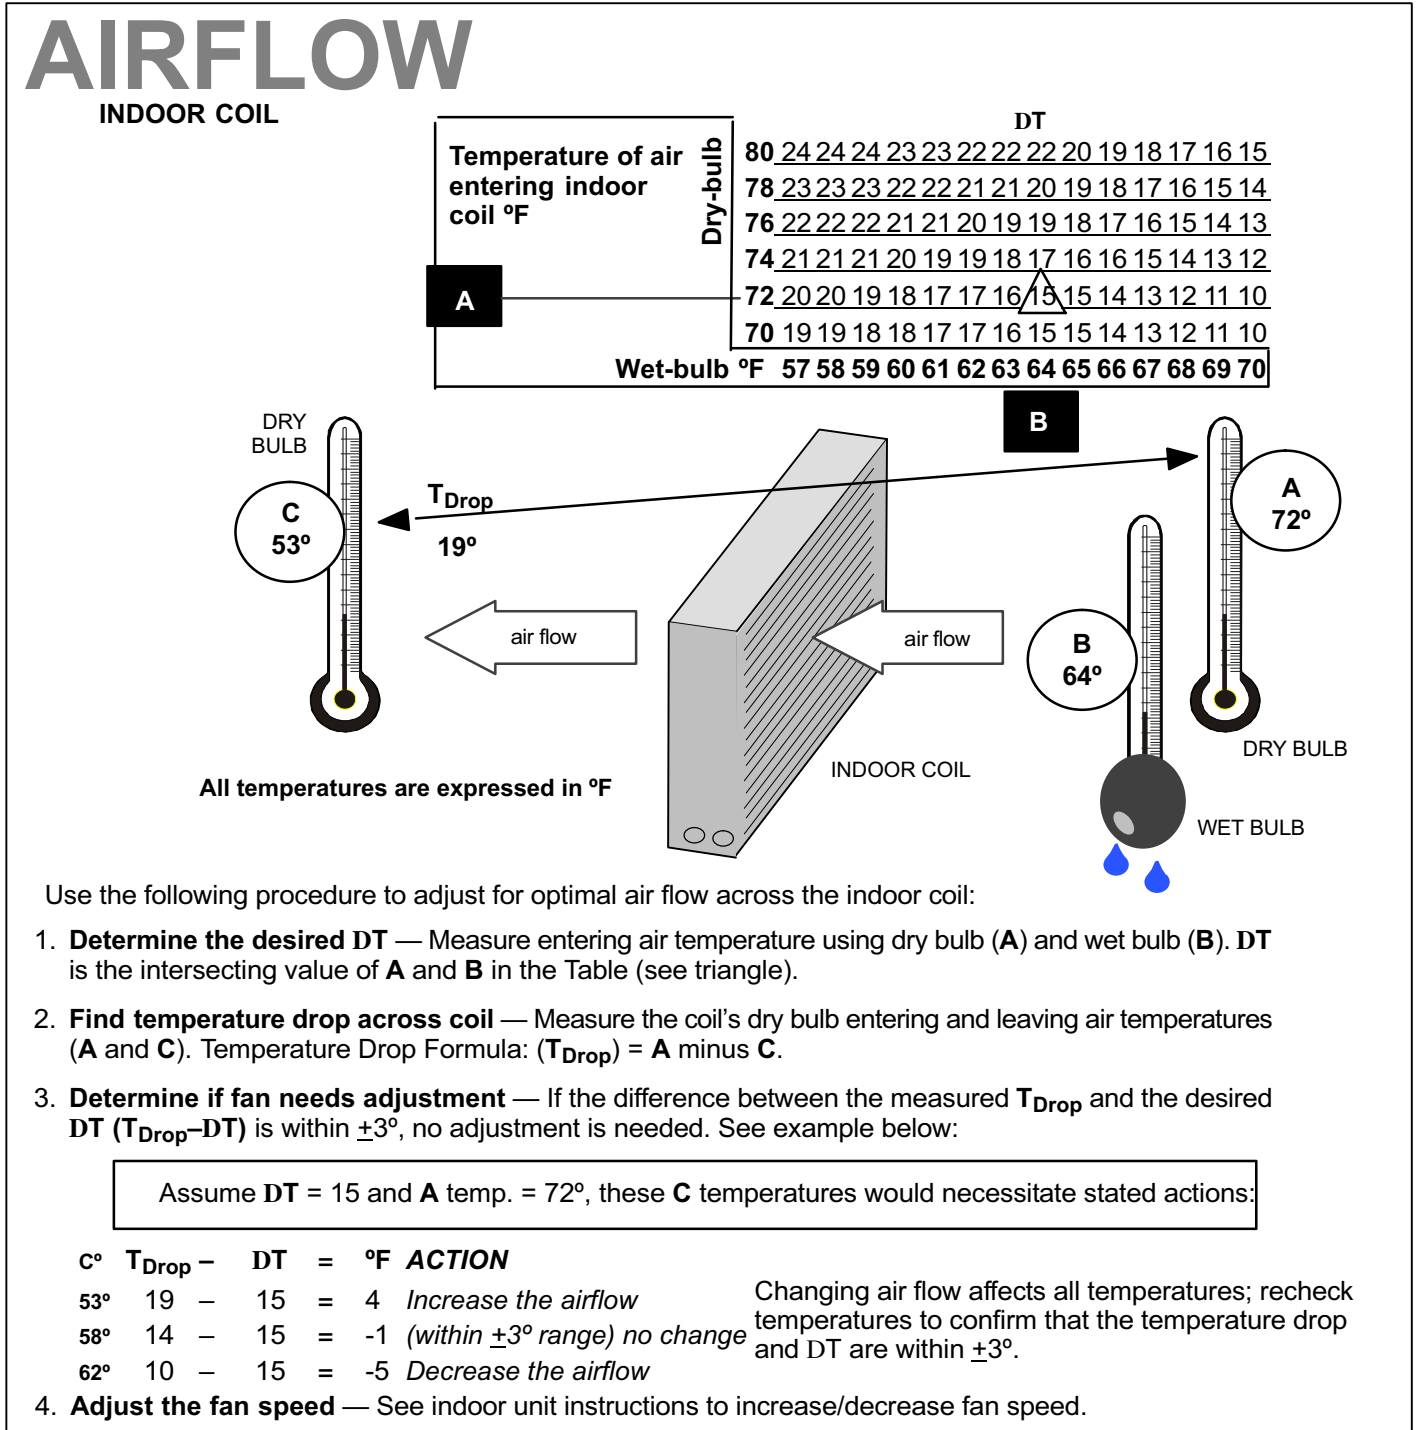 AIRFLOW
INDOOR COIL
DT
Temperature of air
entering indoor
coil ºF
Dry-bulb
80 24 24 24 23 23 22 22 22 20 19 18 17 16 15
78 23 23 23 22 22 21 21 20 19 18 17 16 15 14
76 22 22 22 21 21 20 19 19 18 17 16 15 14 13
74 21 21 21 20 19 19 18 17 16 16 15 14 13 12
A
72 20 20 19 18 17 17 16 15 15 14 13 12 11 10
70 19 19 18 18 17 17 16 15 15 14 13 12 11 10
Wet-bulb ºF 57 58 59 60 61 62 63 64 65 66 67 68 69 70
B
DRY
BULB
C
53º
TDrop
19º
A
72º
air flow
air flow
B
64º
DRY BULB
INDOOR COIL
All temperatures are expressed in ºF
WET BULB
Use the following procedure to adjust for optimal air flow across the indoor coil:
1. Determine the desired DT — Measure entering air temperature using dry bulb (A) and wet bulb (B). DT
is the intersecting value of A and B in the Table (see triangle).
2. Find temperature drop across coil — Measure the coil’s dry bulb entering and leaving air temperatures
(A and C). Temperature Drop Formula: (TDrop) = A minus C.
3. Determine if fan needs adjustment — If the difference between the measured TDrop and the desired
DT (TDrop–DT) is within ±3º, no adjustment is needed. See example below:
Assume DT = 15 and A temp. = 72º, these C temperatures would necessitate stated actions:
Cº TDrop – DT = ºF ACTION
53º 19 – 15 = 4 Increase the airflow
58º 14 – 15 = -1 (within ±3º range) no change
62º 10 – 15 = -5 Decrease the airflow
Changing air flow affects all temperatures; recheck
temperatures to confirm that the temperature drop
and DT are within ±3º.
4. Adjust the fan speed — See indoor unit instructions to increase/decrease fan speed.